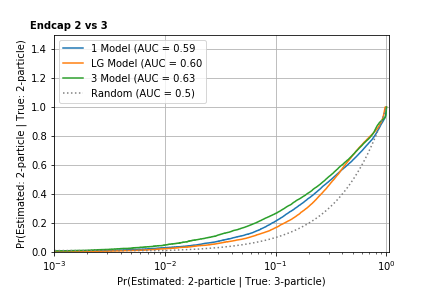 Endcap 2 vs 3
1 Model (AUC = 0.59
LG Model (AUC = 0.60
3 Model (AUC = 0.63
Random (AUC = 0.5)
1.4
1.2
1.0
0.8
0.6
0.4
0.2
0.0
Pr(Estimated: 2-particle | True: 2-particle)
10⁻³
10⁻²
10⁻¹
10⁰
Pr(Estimated: 2-particle | True: 3-particle)